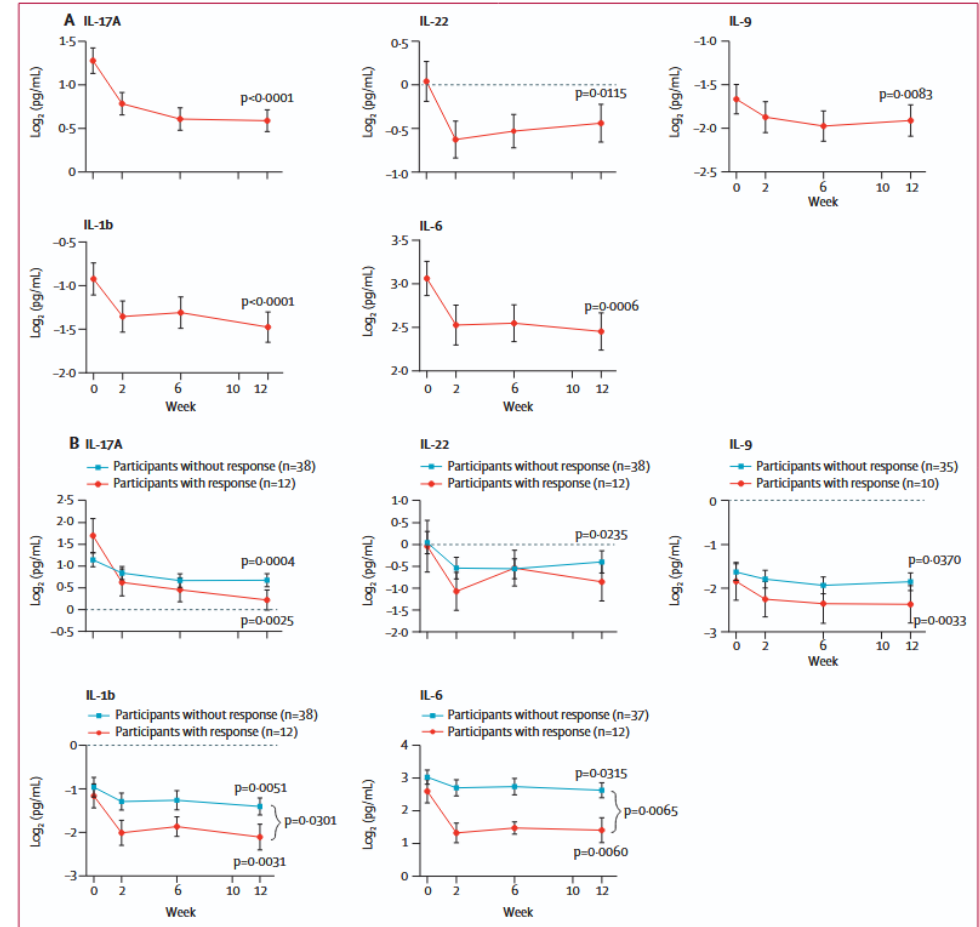 A IL-17A
IL-22
IL-9
Log₂ (pg/mL)
1·5
1·0
0·5
0
p<0·0001
Log₂ (pg/mL)
0·5
0
–0·5
–1·0
p=0·0115
Log₂ (pg/mL)
–1·0
–1·5
–2·0
–2·5
p=0·0083
0 2 6 10 12
Week
IL-1b
IL-6
Log₂ (pg/mL)
–0·5
–1·0
–1·5
–2·0
p<0·0001
0 2 6 10 12
Week
Log₂ (pg/mL)
3·5
3·0
2·5
2·0
p=0·0006
0 2 6 10 12
Week
B IL-17A
Participants without response (n=38)
Participants with response (n=12)
Log₂ (pg/mL)
2·5
2·0
1·5
1·0
0·5
0
–0·5
p=0·0004
p=0·0025
IL-22
Participants without response (n=38)
Participants with response (n=12)
Log₂ (pg/mL)
1·0
0·5
0
–0·5
–1·0
–1·5
–2·0
p=0·0235
IL-9
Participants without response (n=35)
Participants with response (n=10)
Log₂ (pg/mL)
0
–1
–2
–3
p=0·0370
p=0·0033
0 2 6 10 12
Week
IL-1b
Participants without response (n=38)
Participants with response (n=12)
Log₂ (pg/mL)
0
–1
–2
–3
p=0·0051
p=0·0301
p=0·0031
0 2 6 10 12
Week
IL-6
Participants without response (n=37)
Participants with response (n=12)
Log₂ (pg/mL)
4
3
2
1
0
p=0·0315
p=0·0065
p=0·0060
0 2 6 10 12
Week